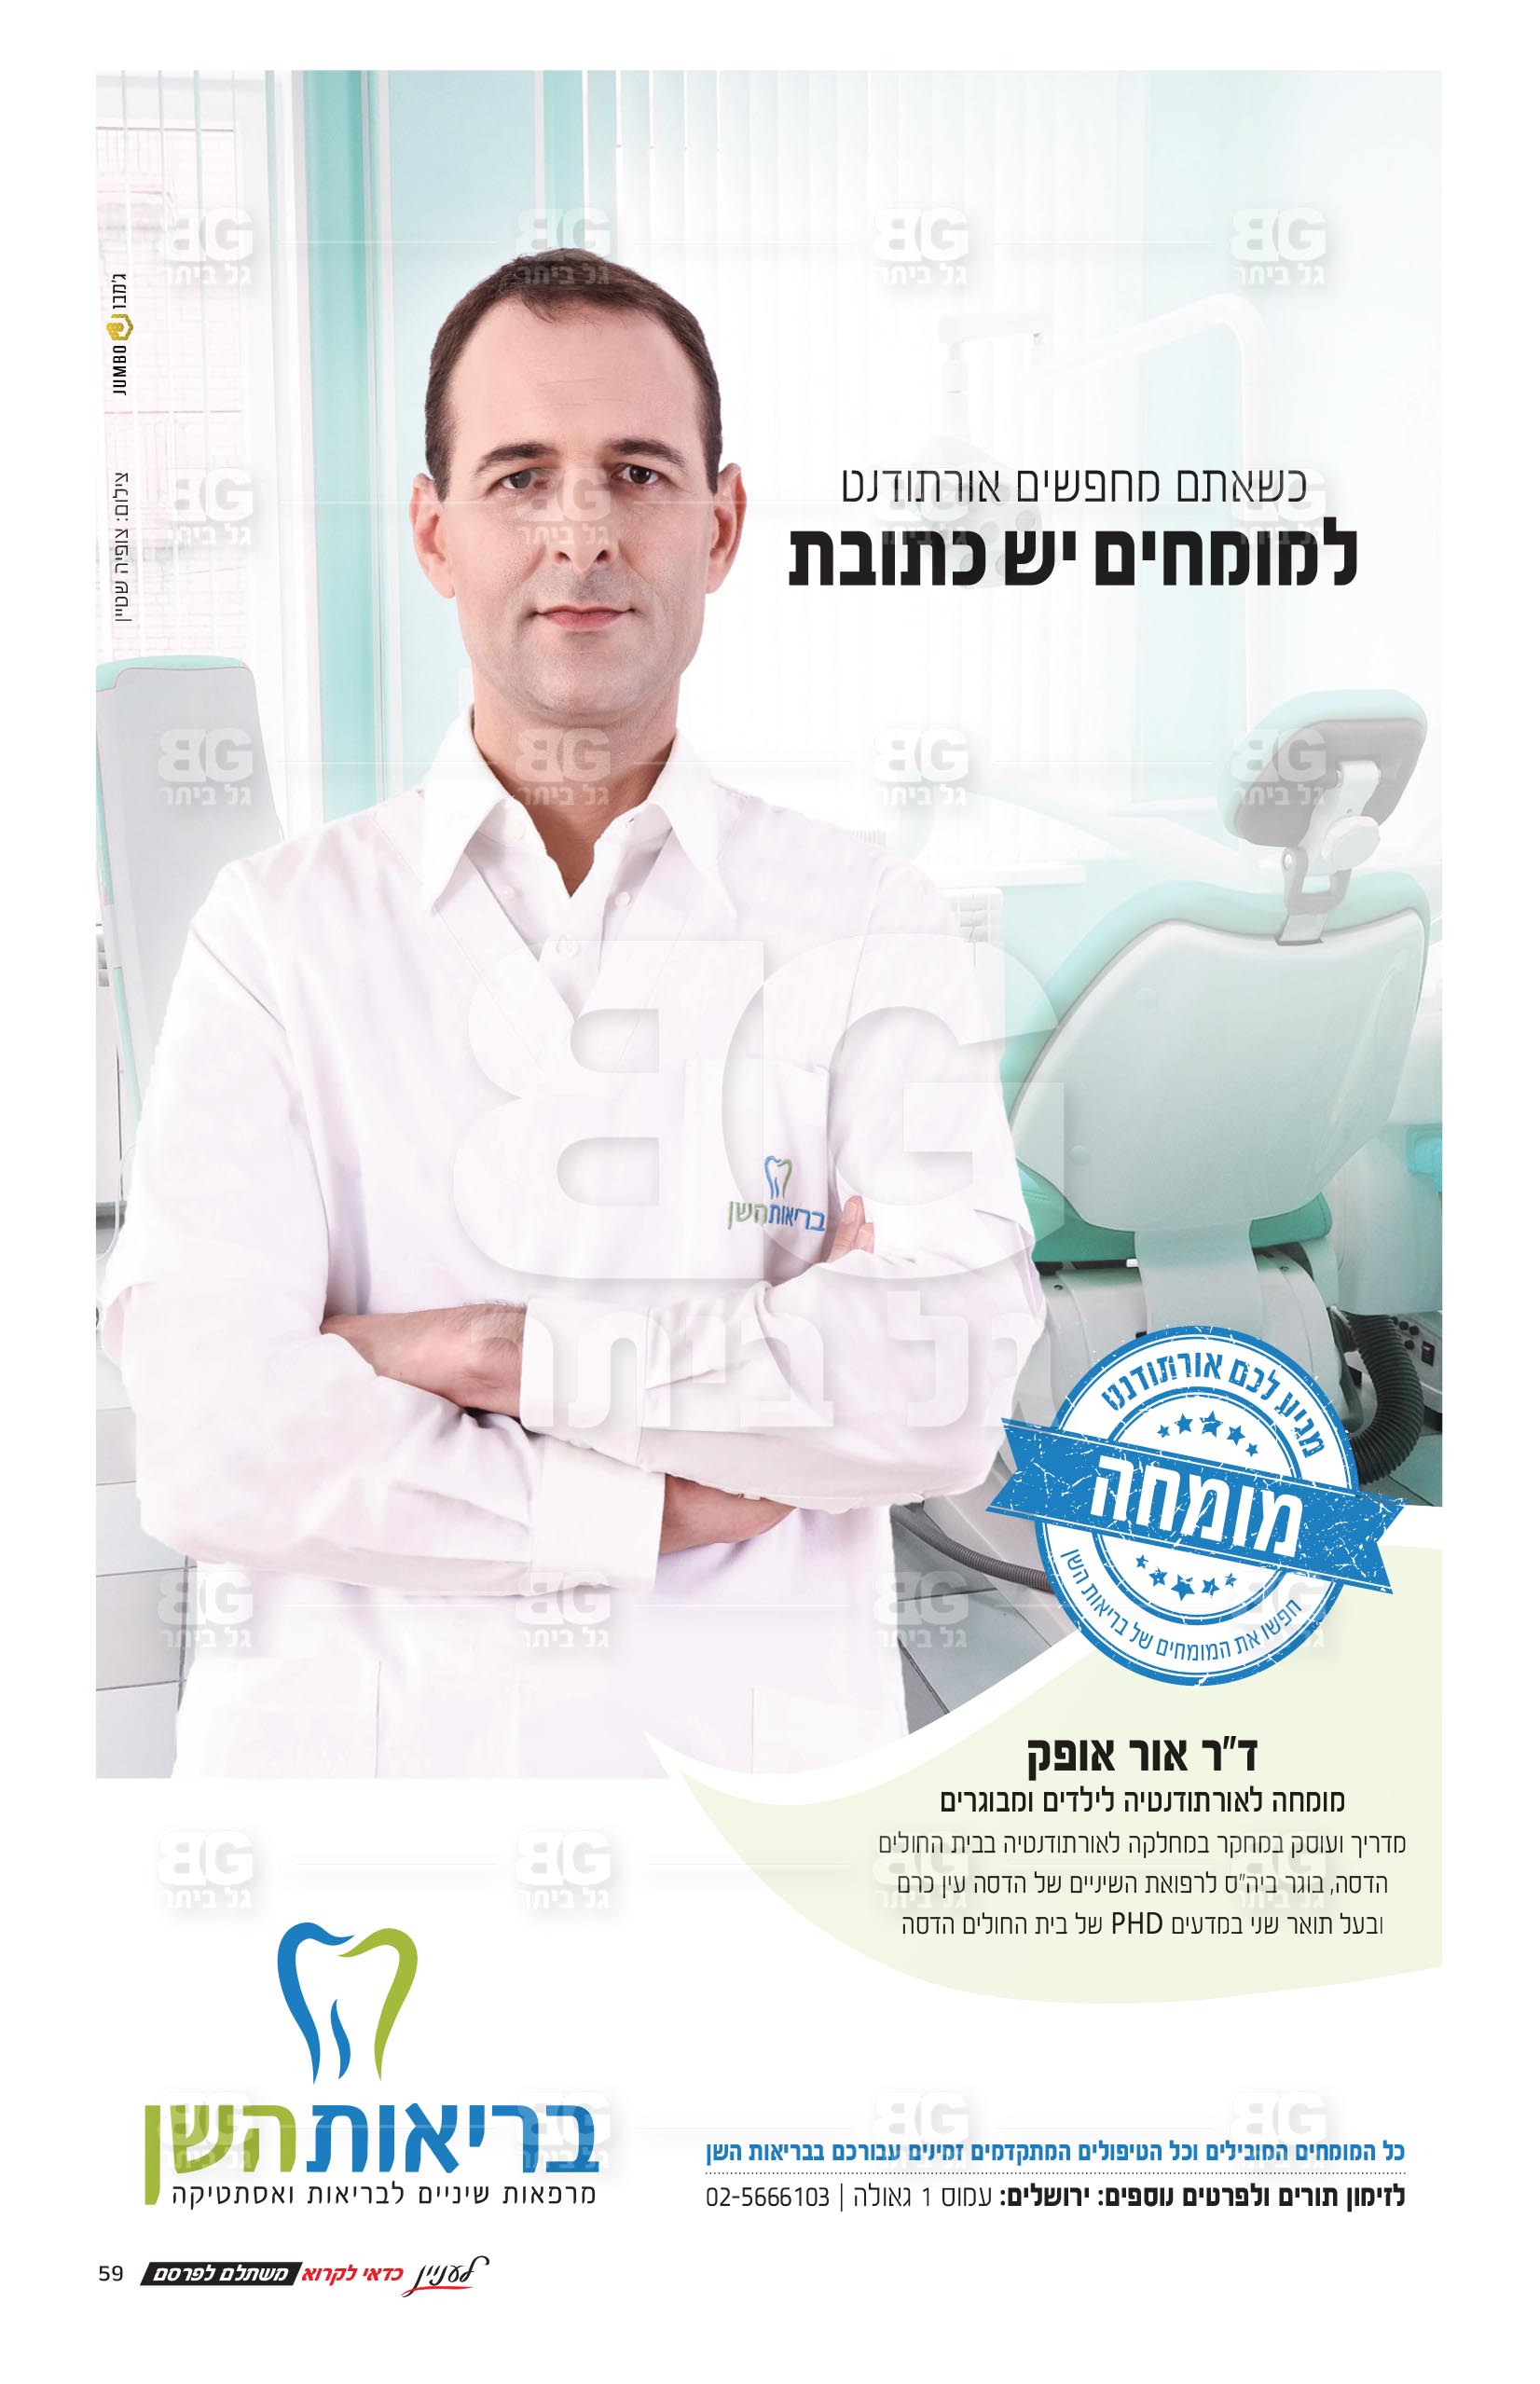 ג'מבו JUMBO
צילום: צופיה שטיין
כשאתם מחפשים אורתודנט
למומחים יש כתובת
בריאות השן
מגיע לכם אורתודנט
מומחה
חפשו את המומחים של בריאות השן
ד"ר אור אופק
מומחה לאורתודנטיה לילדים ומבוגרים
מדריך ועוסק במחקר במחלקה לאורתודנטיה בבית החולים
הדסה, בוגר ביה"ס לרפואת השיניים של הדסה עין כרם
ובעל תואר שני במדעים PHD של בית החולים הדסה
בריאות השן
מרפאות שיניים לבריאות ואסתטיקה
כל המומחים המובילים וכל הטיפולים המתקדמים זמינים עבורכם בבריאות השן
לזימון תורים ולפרטים נוספים: ירושלים: עמוס 1 גאולה | 02-5666103
לעניין כדאי לקרוא משתלם לפרסם 59
BG
גל ביתר